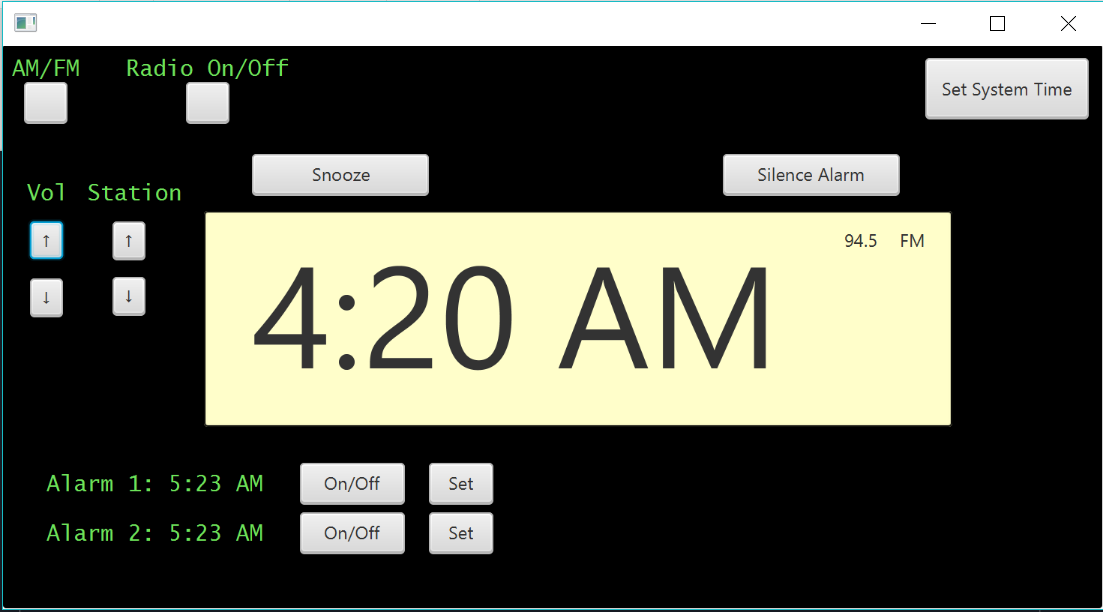 AM/FM Radio On/Off
Set System Time
Snooze Silence Alarm
Vol Station
↑ ↑
94.5 FM
4:20 AM
↓ ↓
Alarm 1: 5:23 AM On/Off Set
Alarm 2: 5:23 AM On/Off Set